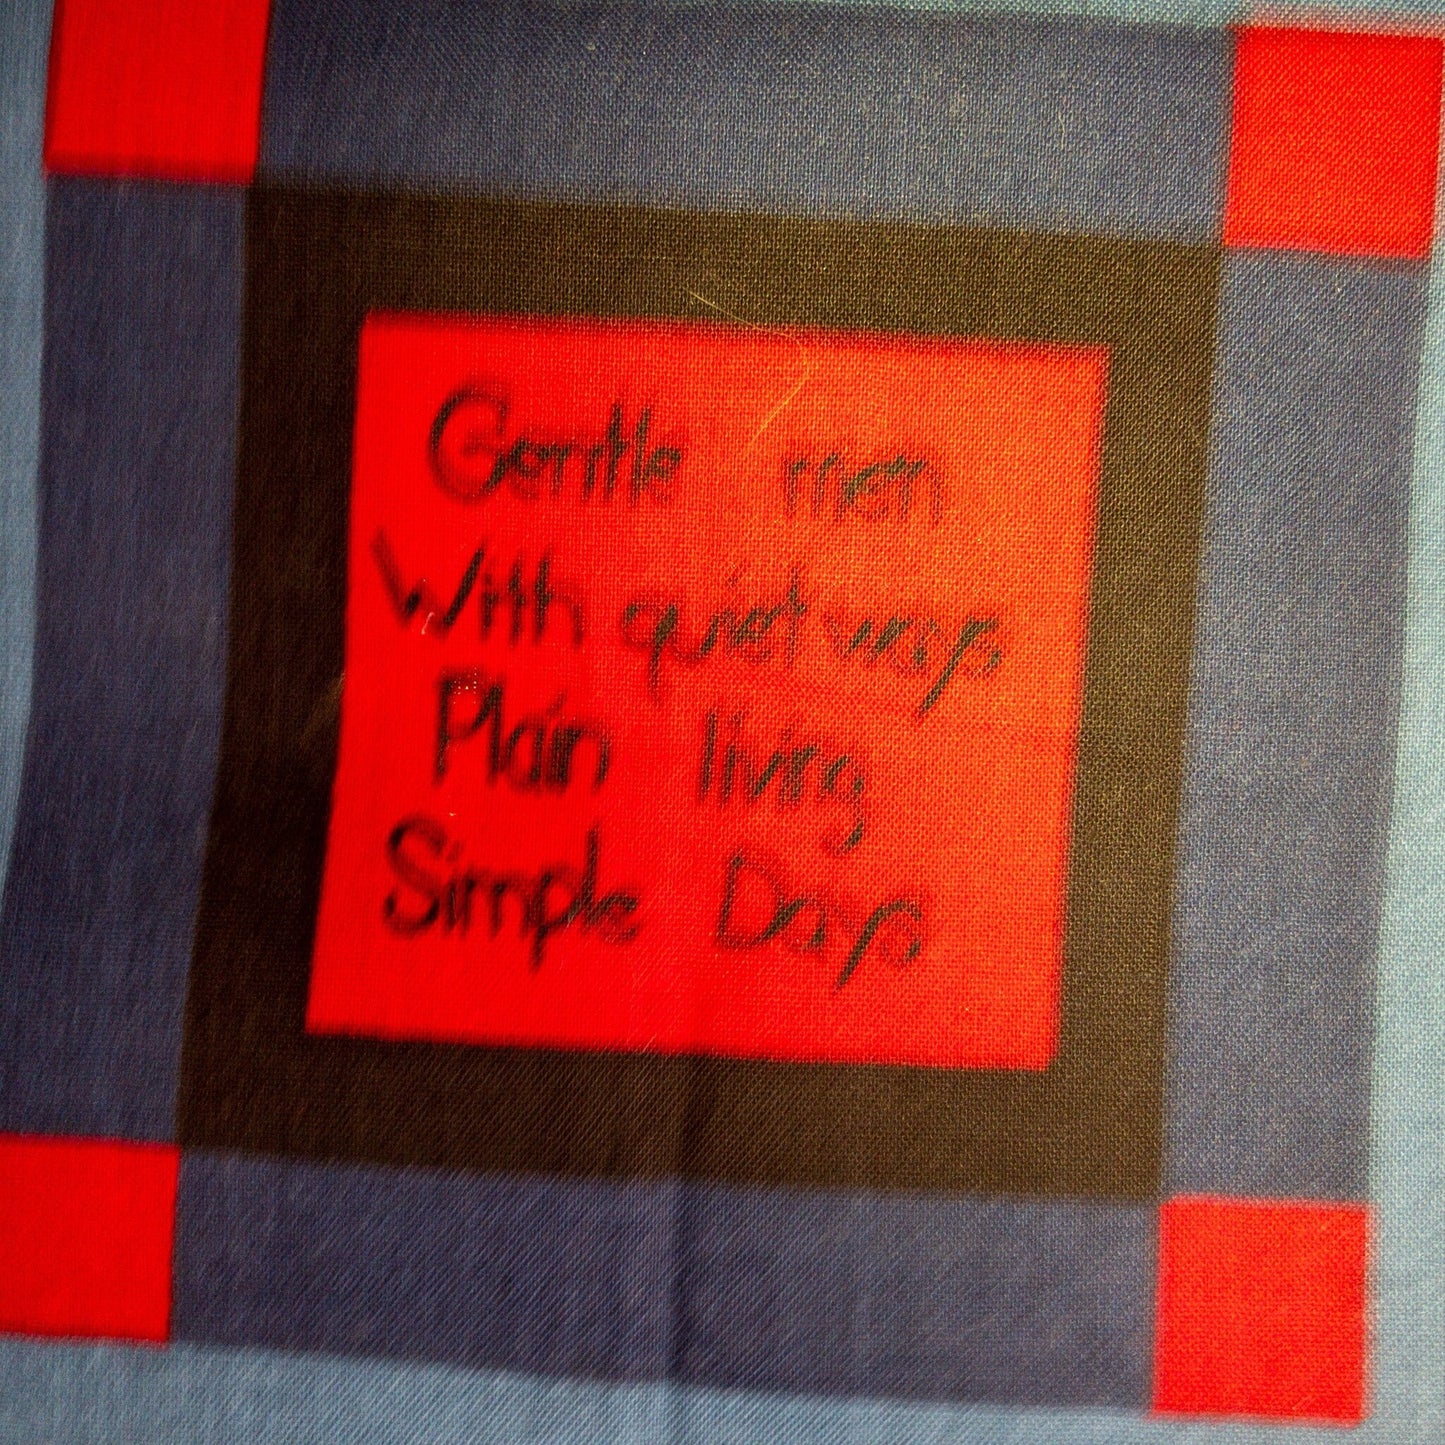 Gentle men
With quiet ways
Plain living
Simple Days